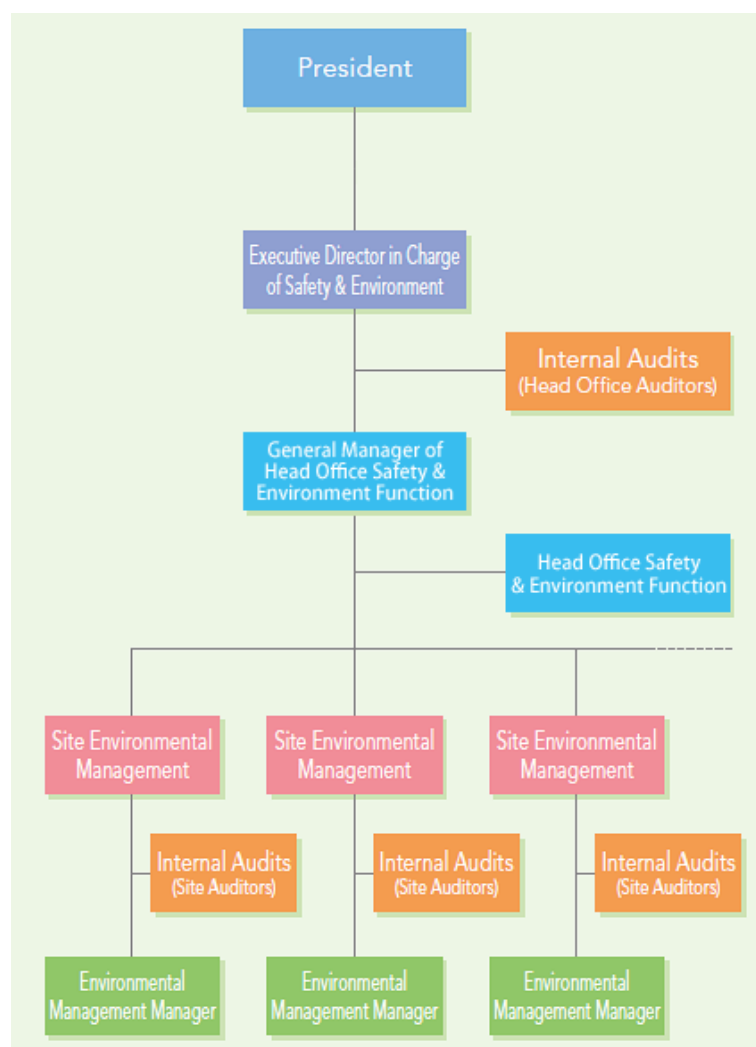 President
Executive Director in Charge
of Safety & Environment
Internal Audits
(Head Office Auditors)
General Manager of
Head Office Safety &
Environment Function
Head Office Safety
& Environment Function
Site Environmental
Management
Site Environmental
Management
Site Environmental
Management
Internal Audits
(Site Auditors)
Internal Audits
(Site Auditors)
Internal Audits
(Site Auditors)
Environmental
Management Manager
Environmental
Management Manager
Environmental
Management Manager